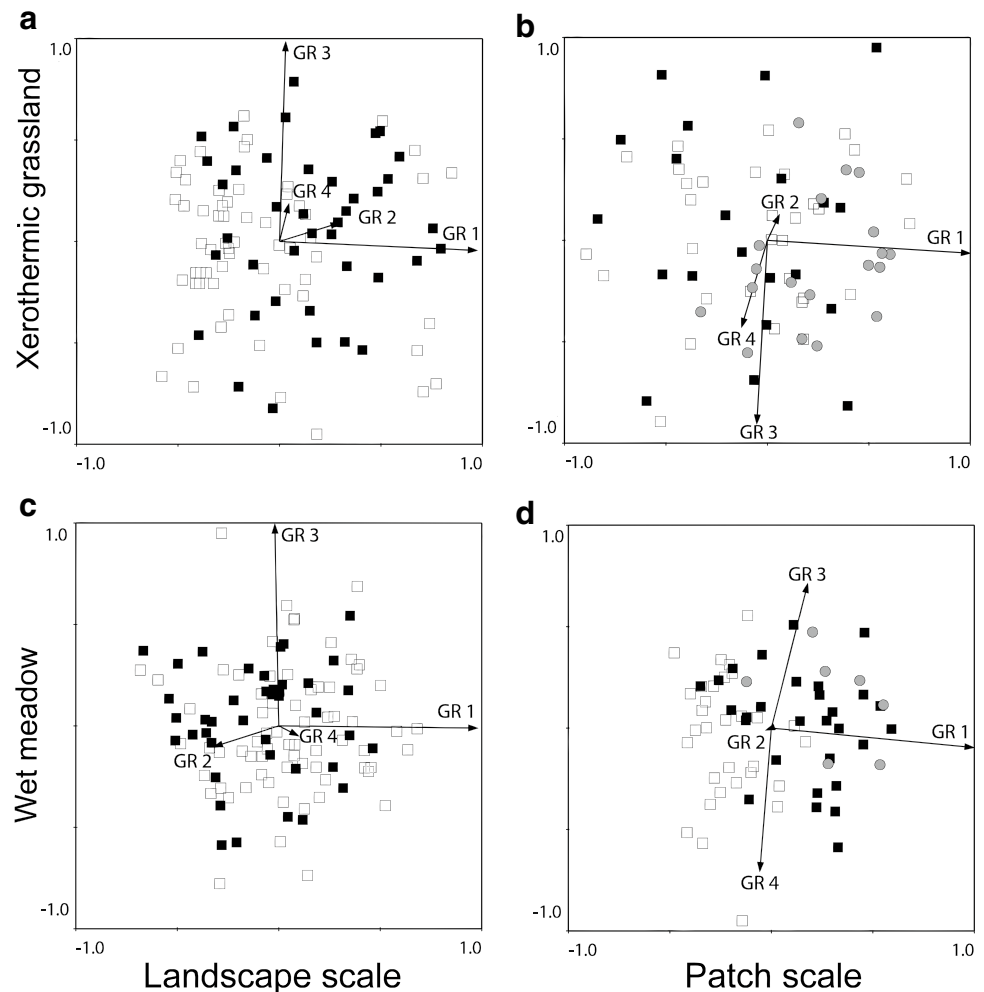 a
1.0
GR 3
GR 4
GR 2
GR 1
-1.0
-1.0
1.0
Xerothermic grassland
b
1.0
GR 2
GR 1
GR 4
GR 3
-1.0
-1.0
1.0
c
1.0
GR 3
GR 1
GR 4
GR 2
-1.0
-1.0
1.0
Wet meadow
Landscape scale
d
1.0
GR 3
GR 2
GR 1
GR 4
-1.0
-1.0
1.0
Patch scale